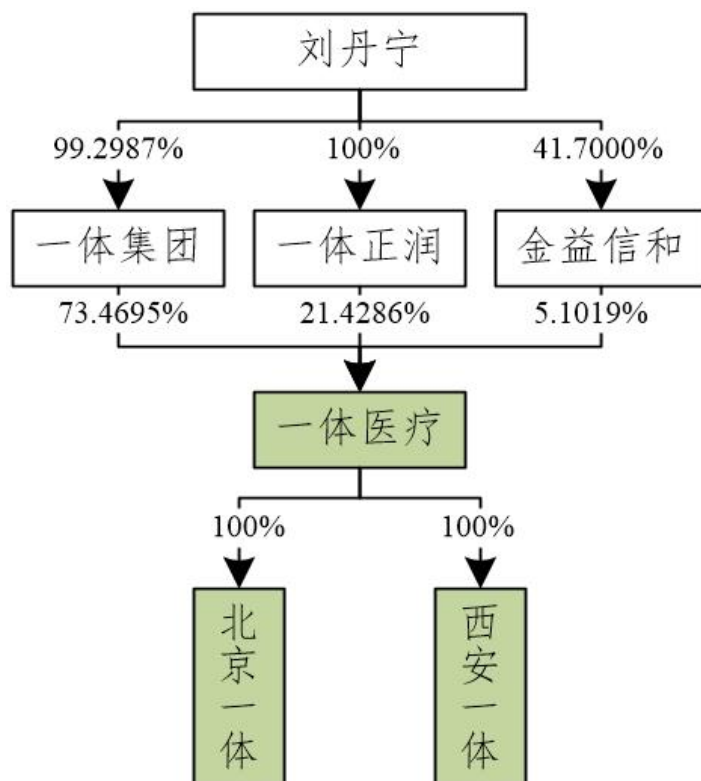 刘丹宁
99.2987% 100% 41.7000%
一体集团 一体正润 金益信和
73.4695% 21.4286% 5.1019%
一体医疗
100% 100%
北京一体
西安一体